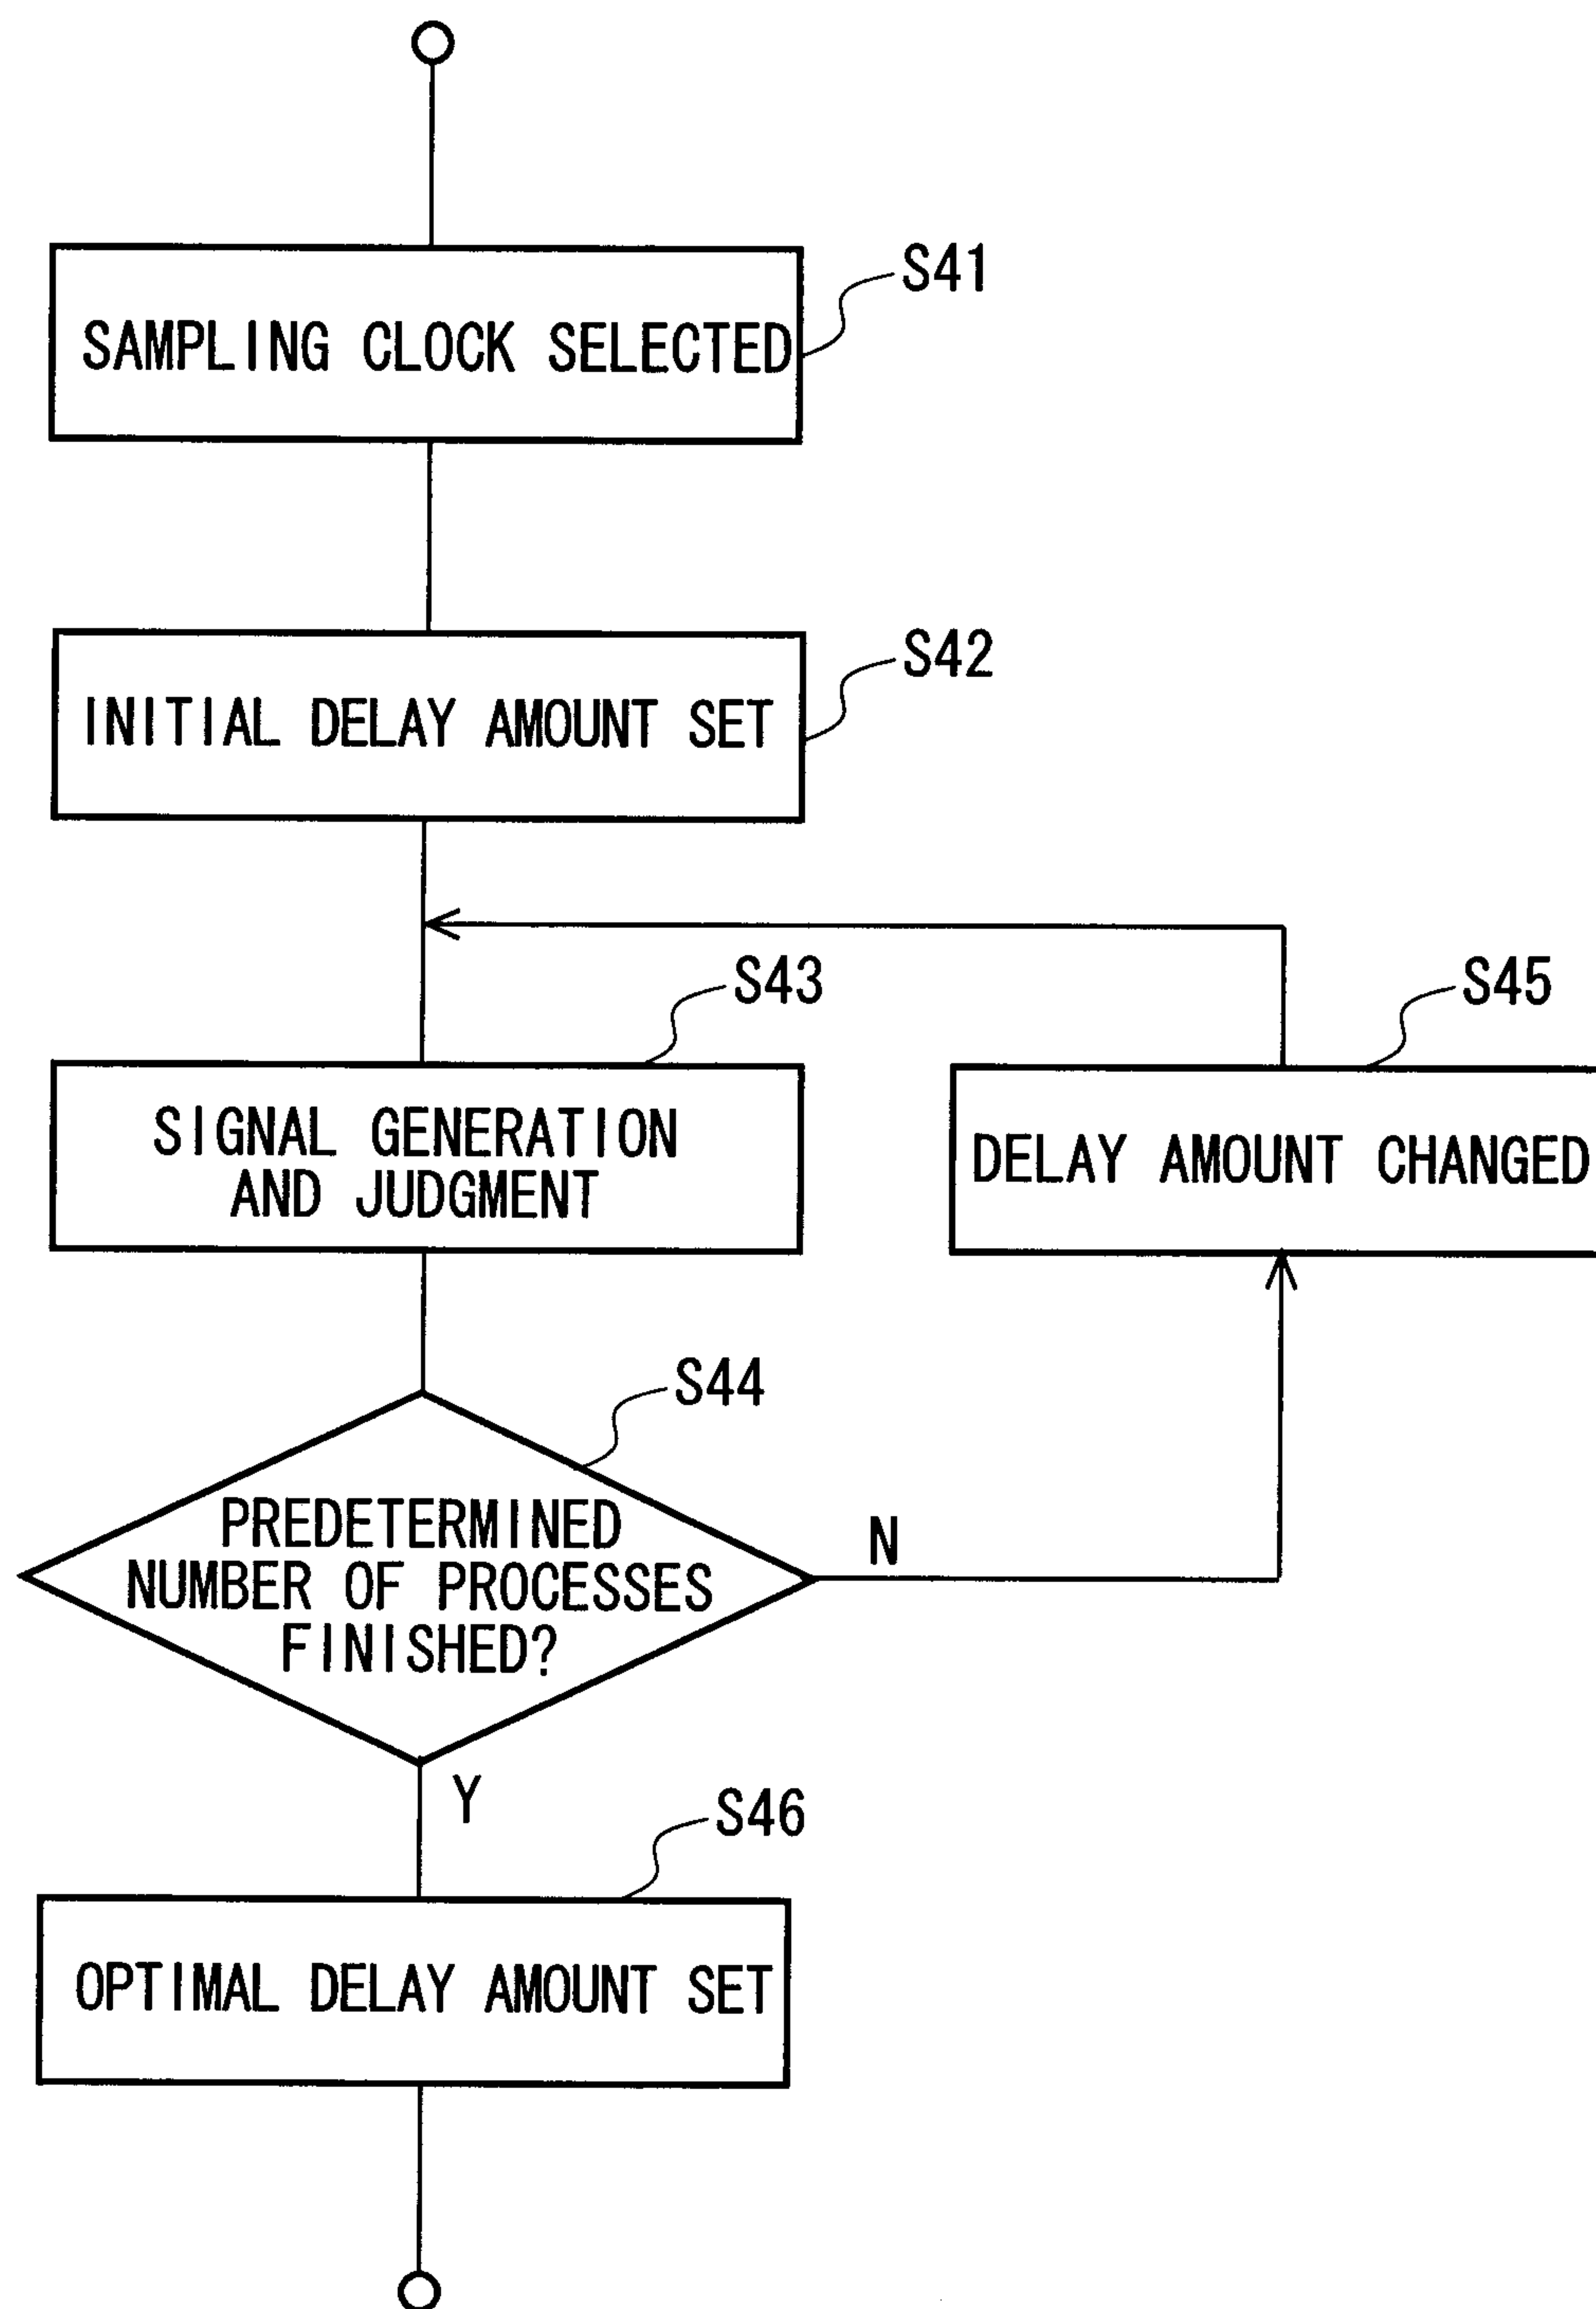 S41
SAMPLING CLOCK SELECTED
S42
INITIAL DELAY AMOUNT SET
S43
SIGNAL GENERATION
AND JUDGMENT
S45
DELAY AMOUNT CHANGED
S44
PREDETERMINED
NUMBER OF PROCESSES
FINISHED?
N
Y
S46
OPTIMAL DELAY AMOUNT SET